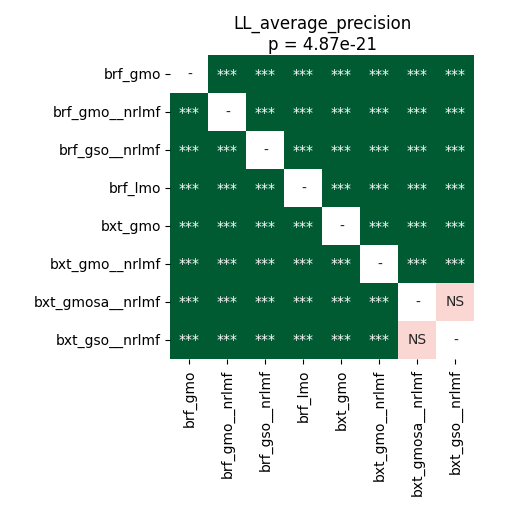 LL_average_precision
p = 4.87e-21
brf_gmo - *** *** *** *** *** *** ***
brf_gmo__nrlmf *** - *** *** *** *** *** ***
brf_gso__nrlmf *** *** - *** *** *** *** ***
brf_lmo *** *** *** - *** *** *** ***
bxt_gmo *** *** *** *** - *** *** ***
bxt_gmo__nrlmf *** *** *** *** *** - *** ***
bxt_gmosa__nrlmf *** *** *** *** *** *** - NS
bxt_gso__nrlmf *** *** *** *** *** *** NS -
brf_gmo
brf_gmo__nrlmf
brf_gso__nrlmf
brf_lmo
bxt_gmo
bxt_gmo__nrlmf
bxt_gmosa__nrlmf
bxt_gso__nrlmf